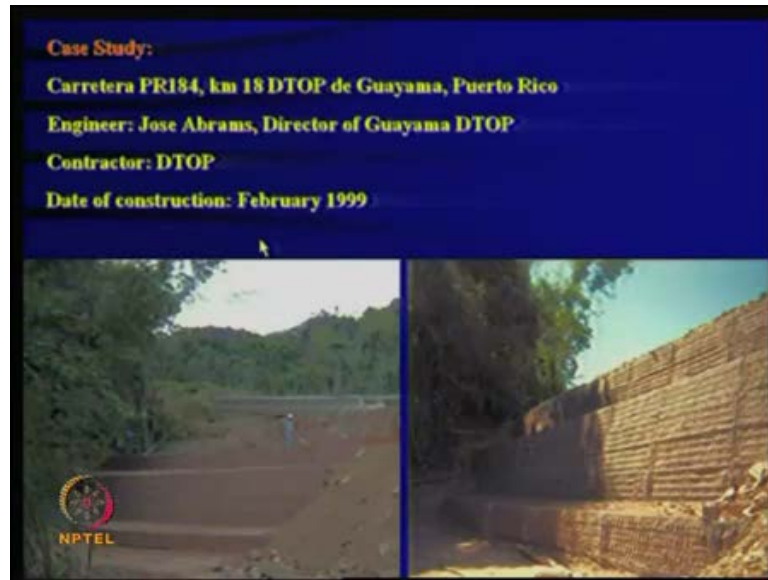 Case Study:
Carretera PR184, km 18 DTOP de Guayama, Puerto Rico
Engineer: Jose Abrams, Director of Guayama DTOP
Contractor: DTOP
Date of construction: February 1999
NPTEL